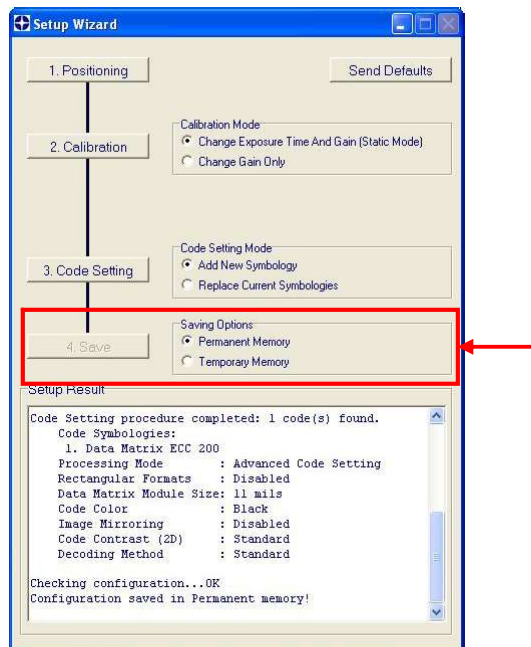 Setup Wizard
1. Positioning
Send Defaults
Calibration Mode
2. Calibration
Change Exposure Time And Gain (Static Mode)
Change Gain Only
Code Setting Mode
3. Code Setting
Add New Symbology
Replace Current Symbologies
Saving Options
4. Save
Permanent Memory
Temporary Memory
Setup Result
Code Setting procedure completed: 1 code(s) found.
Code Symbologies:
1. Data Matrix ECC 200
Processing Mode : Advanced Code Setting
Rectangular Formats : Disabled
Data Matrix Module Size: 11 mils
Code Color : Black
Image Mirroring : Disabled
Code Contrast (2D) : Standard
Decoding Method : Standard
Checking configuration...OK
Configuration saved in Permanent memory!